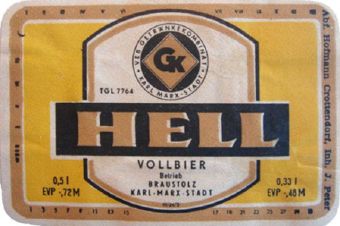 VEB GETRÄNKEKOMBINAT
GK
KARL-MARX-STADT
TGL 7764
HELL
VOLLBIER
Betrieb
BRAUSTOLZ
KARL-MARX-STADT
0,5 l
EVP -,72 M
0,33 l
EVP -,48 M
Abf. Hofmann Crottendorf, Inh. J. Peter